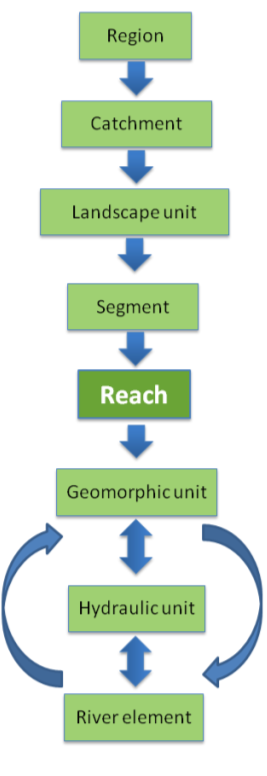 Region
Catchment
Landscape unit
Segment
Reach
Geomorphic unit
Hydraulic unit
River element